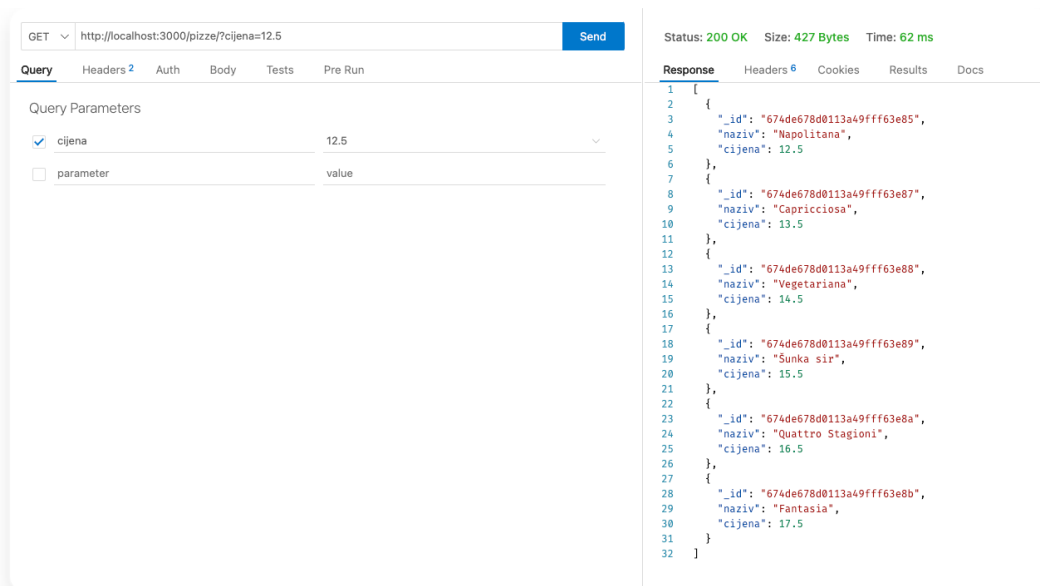 GET http://localhost:3000/pizze/?cijena=12.5 Send
Query Headers 2 Auth Body Tests Pre Run
Query Parameters
cijena 12.5
parameter value
Status: 200 OK Size: 427 Bytes Time: 62 ms
Response Headers 6 Cookies Results Docs
1 [
2 {
3 "_id": "674de678d0113a49fff63e85",
4 "naziv": "Napolitana",
5 "cijena": 12.5
6 },
7 {
8 "_id": "674de678d0113a49fff63e87",
9 "naziv": "Capricciosa",
10 "cijena": 13.5
11 },
12 {
13 "_id": "674de678d0113a49fff63e88",
14 "naziv": "Vegetariana",
15 "cijena": 14.5
16 },
17 {
18 "_id": "674de678d0113a49fff63e89",
19 "naziv": "Šunka sir",
20 "cijena": 15.5
21 },
22 {
23 "_id": "674de678d0113a49fff63e8a",
24 "naziv": "Quattro Stagioni",
25 "cijena": 16.5
26 },
27 {
28 "_id": "674de678d0113a49fff63e8b",
29 "naziv": "Fantasia",
30 "cijena": 17.5
31 }
32 ]